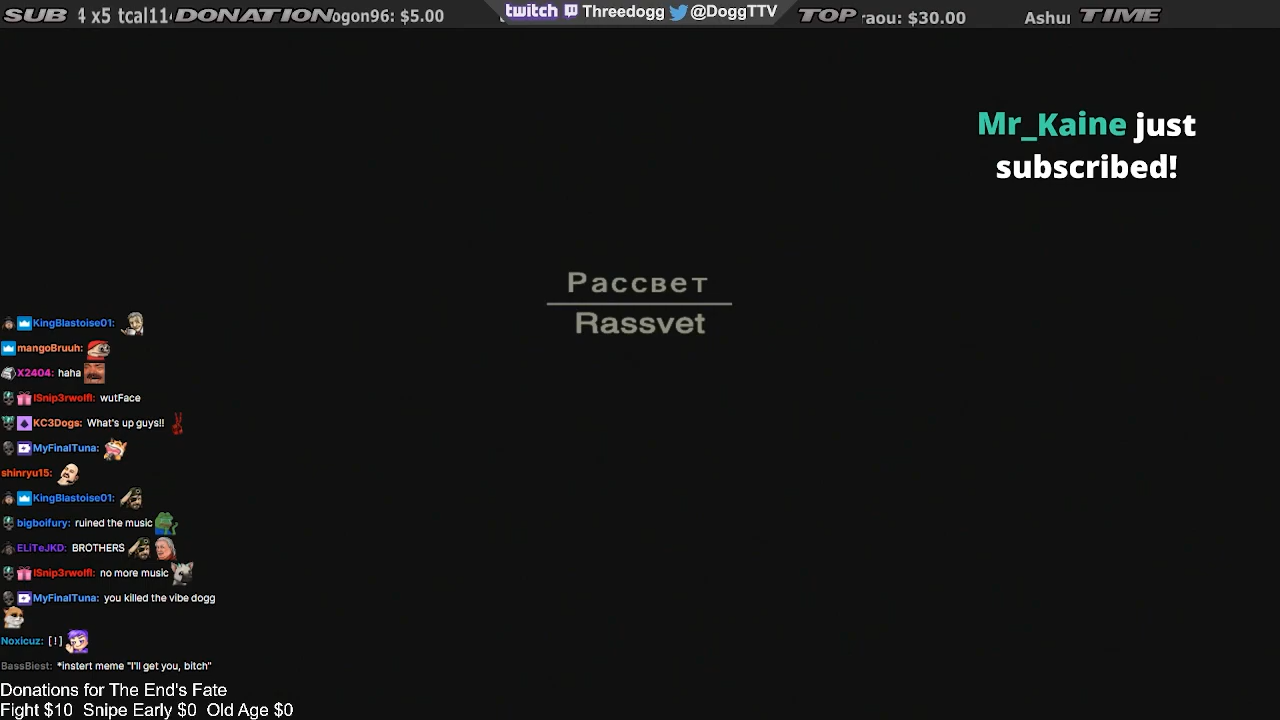 SUB 4 x5 tcal11 DONATION ogon96: $5.00 twitch Threedogg @DoggTTV TOP raou: $30.00 Ashur TIME
Mr_Kaine just
subscribed!
Рассвет
Rassvet
KingBlastoise01:
mangoBruuh:
X2404: haha
ISnip3rwolfI: wutFace
KC3Dogs: What's up guys!!
MyFinalTuna:
shinryu15:
KingBlastoise01:
bigboifury: ruined the music
ELiTeJKD: BROTHERS
ISnip3rwolfI: no more music
MyFinalTuna: you killed the vibe dogg
Noxicuz: [!]
BassBiest: *instert meme "I'll get you, bitch"
Donations for The End's Fate
Fight $10 Snipe Early $0 Old Age $0